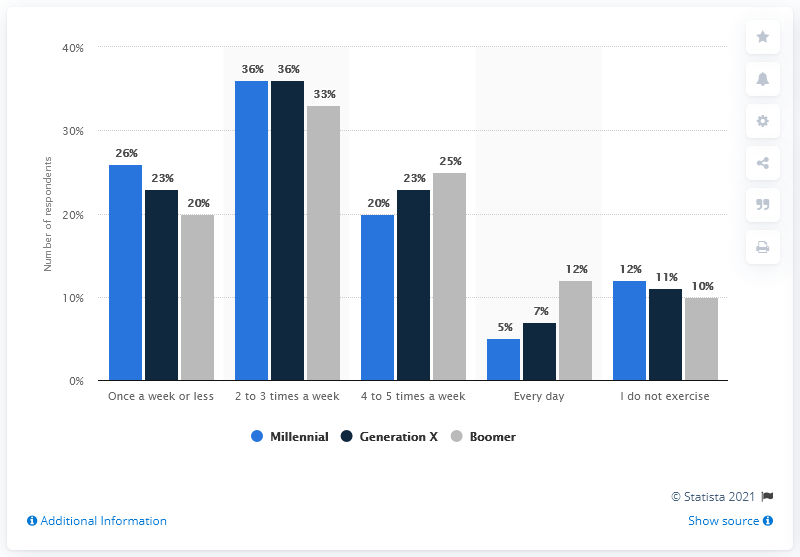 40%
30%
20%
10%
0%
Number of respondents
26%
23%
20%
36%
36%
33%
20%
23%
25%
5%
7%
12%
12%
11%
10%
Once a week or less
2 to 3 times a week
4 to 5 times a week
Every day
I do not exercise
Millennial
Generation X
Boomer
© Statista 2021
Additional Information
Show source